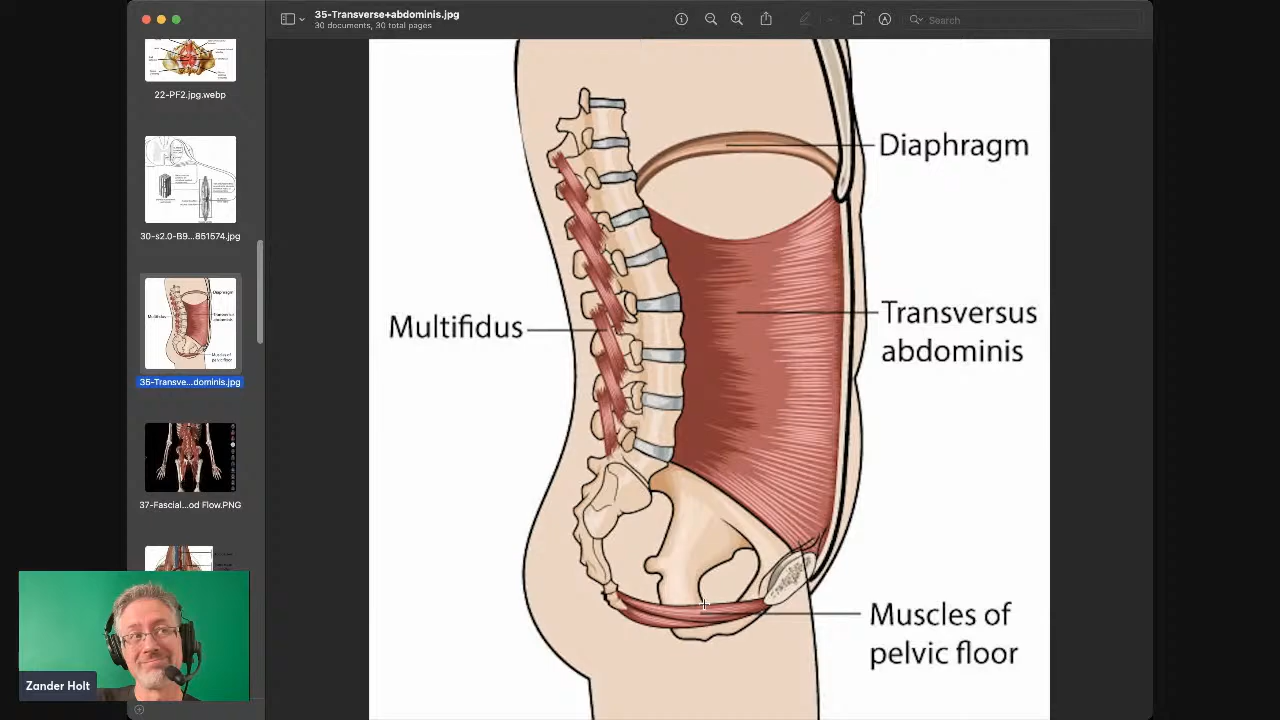 35-Transverse+abdominis.jpg
30 documents, 30 total pages
Search
22-PF2.jpg.webp
30-s2.0-B9...851574.jpg
35-Transve...dominis.jpg
37-Fascial...od Flow.PNG
Zander Holt
Diaphragm
Multifidus
Transversus
abdominis
Muscles of
pelvic floor